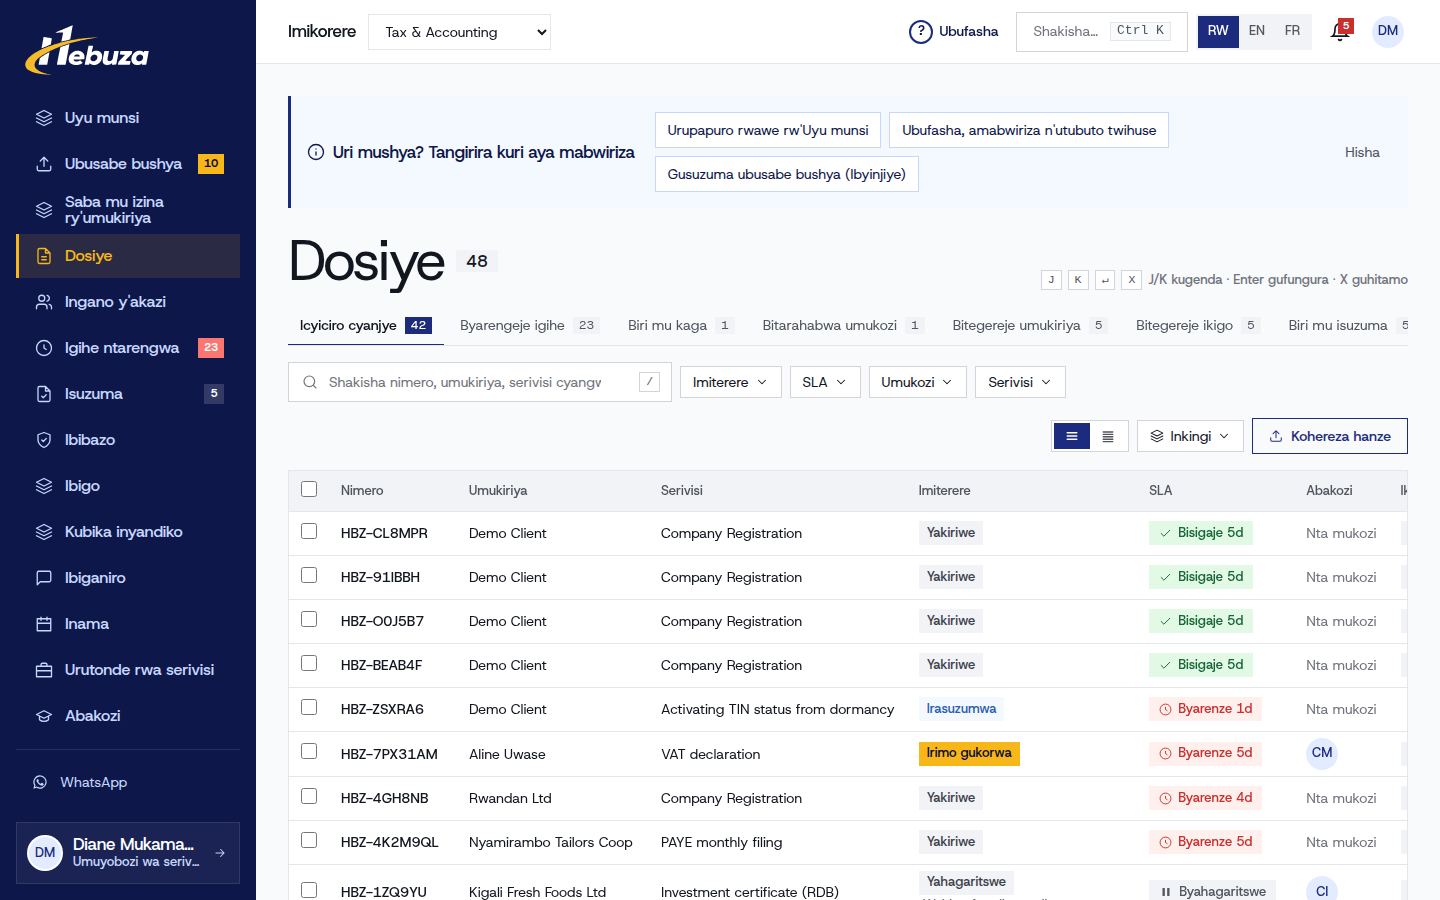 Hebuza
Imikorere
Tax & Accounting
Ubufasha
Shakisha...
Ctrl K
RW
EN
FR
5
DM
Uyu munsi
Ubusabe bushya
10
Saba mu izina
ry'umukiriya
Dosiye
Ingano y'akazi
Igihe ntarengwa
23
Isuzuma
5
Ibibazo
Ibigo
Kubika inyandiko
Ibiganiro
Inama
Urutonde rwa serivisi
Abakozi
WhatsApp
DM
Diane Mukama...
Umuyobozi wa seriv...
Uri mushya? Tangirira kuri aya mabwiriza
Urupapuro rwawe rw'Uyu munsi
Ubufasha, amabwiriza n'utubuto twihuse
Gusuzuma ubusabe bushya (Ibyinjiye)
Hisha
Dosiye 48
J K ↵ X J/K kugenda · Enter gufungura · X guhitamo
Icyiciro cyanjye 42
Byarengeje igihe 23
Biri mu kaga 1
Bitarahabwa umukozi 1
Bitegereje umukiriya 5
Bitegereje ikigo 5
Biri mu isuzuma 5
Shakisha nimero, umukiriya, serivisi cyangw
/
Imiterere
SLA
Umukozi
Serivisi
Inkingi
Kohereza hanze
Nimero Umukiriya Serivisi Imiterere SLA Abakozi
HBZ-CL8MPR Demo Client Company Registration Yakiriwe Bisigaje 5d Nta mukozi
HBZ-91IBBH Demo Client Company Registration Yakiriwe Bisigaje 5d Nta mukozi
HBZ-O0J5B7 Demo Client Company Registration Yakiriwe Bisigaje 5d Nta mukozi
HBZ-BEAB4F Demo Client Company Registration Yakiriwe Bisigaje 5d Nta mukozi
HBZ-ZSXRA6 Demo Client Activating TIN status from dormancy Irasuzumwa Byarenze 1d Nta mukozi
HBZ-7PX31AM Aline Uwase VAT declaration Irimo gukorwa Byarenze 5d CM
HBZ-4GH8NB Rwandan Ltd Company Registration Yakiriwe Byarenze 4d Nta mukozi
HBZ-4K2M9QL Nyamirambo Tailors Coop PAYE monthly filing Yakiriwe Byarenze 5d Nta mukozi
HBZ-1ZQ9YU Kigali Fresh Foods Ltd Investment certificate (RDB) Yahagaritswe Byahagaritswe CI